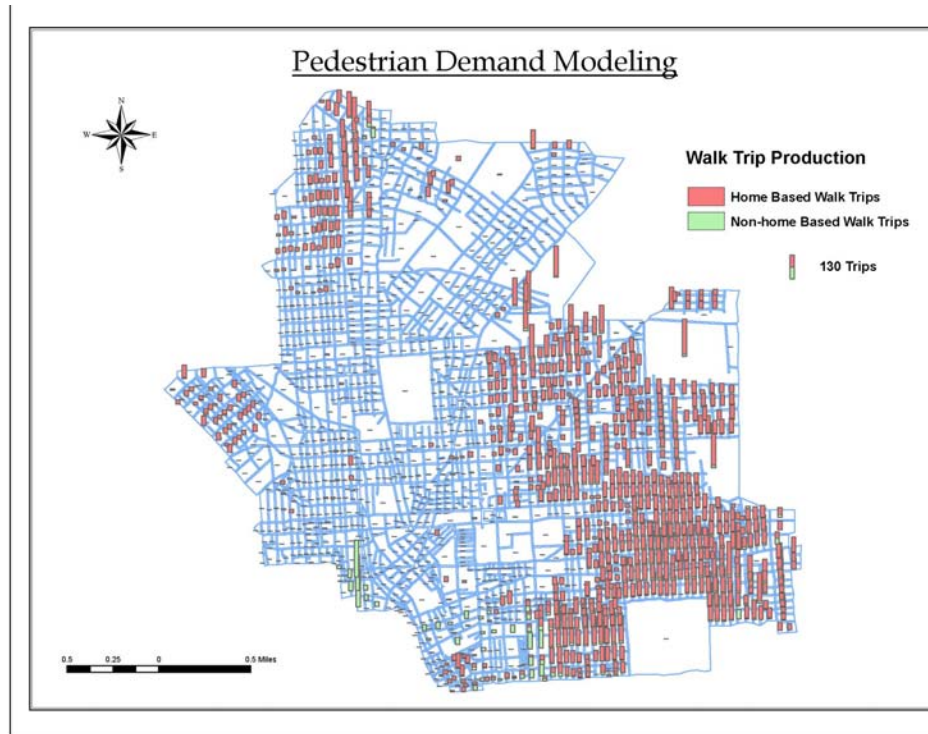 Pedestrian Demand Modeling
N
W E
S
Walk Trip Production
Home Based Walk Trips
Non-home Based Walk Trips
130 Trips
0.5 0.25 0 0.5 Miles